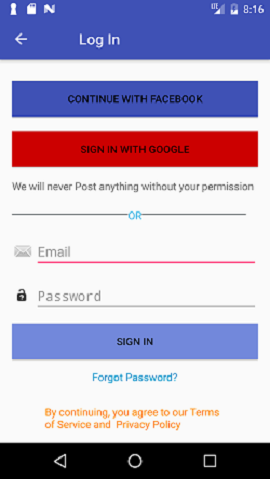 8:16
Log In
CONTINUE WITH FACEBOOK
SIGN IN WITH GOOGLE
We will never Post anything without your permission
OR
Email
Password
SIGN IN
Forgot Password?
By continuing, you agree to our Terms
of Service and Privacy Policy